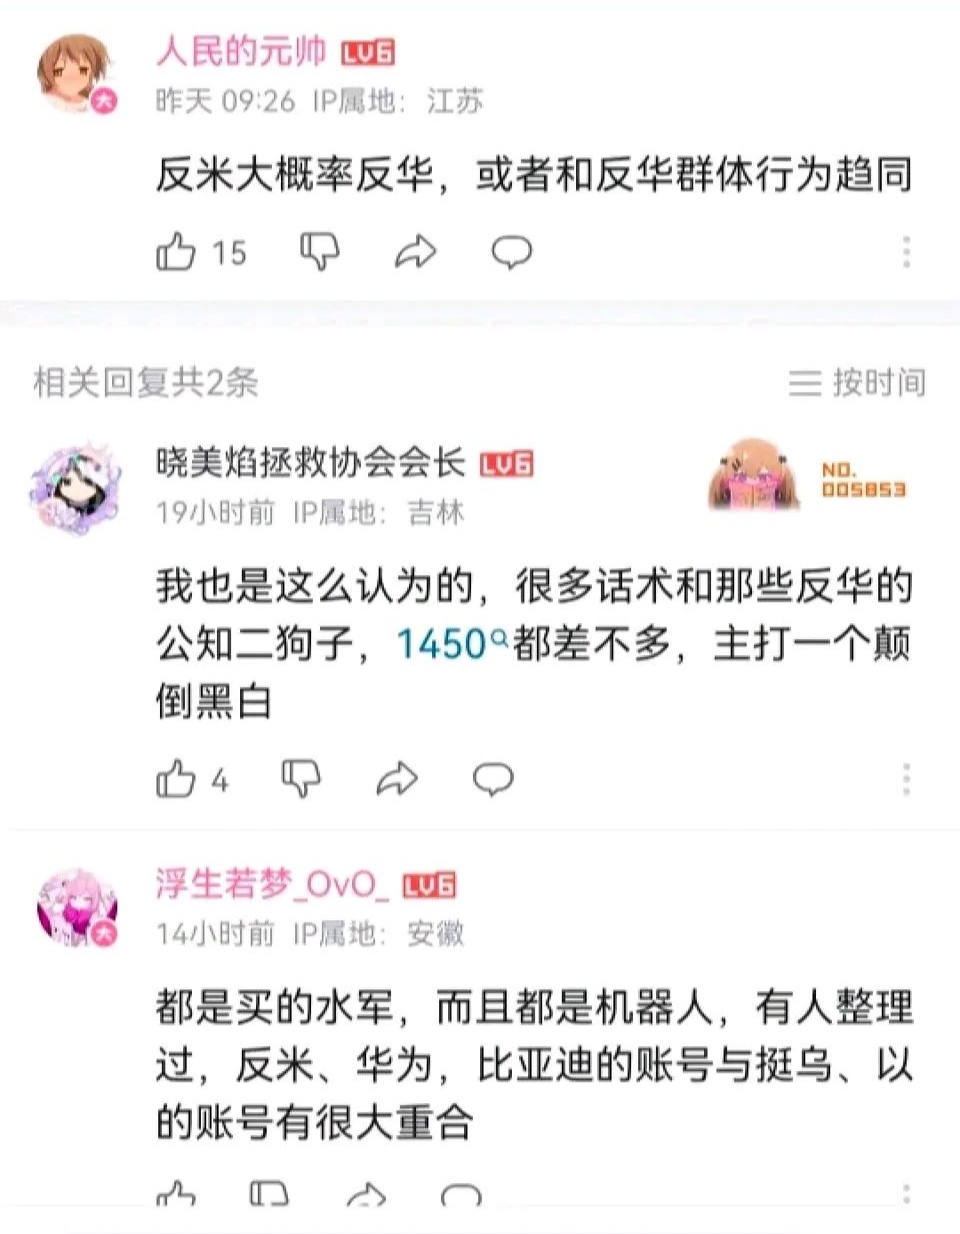 人民的元帅 LV6
昨天 09:26 IP属地：江苏
反米大概率反华，或者和反华群体行为趋同
15
相关回复共2条
按时间
晓美焰拯救协会会长 LV6
NO.
005853
19小时前 IP属地：吉林
我也是这么认为的，很多话术和那些反华的
公知二狗子，1450都差不多，主打一个颠
倒黑白
4
浮生若梦_OvO_ LV6
大
14小时前 IP属地：安徽
都是买的水军，而且都是机器人，有人整理
过，反米、华为，比亚迪的账号与挺乌、以
的账号有很大重合